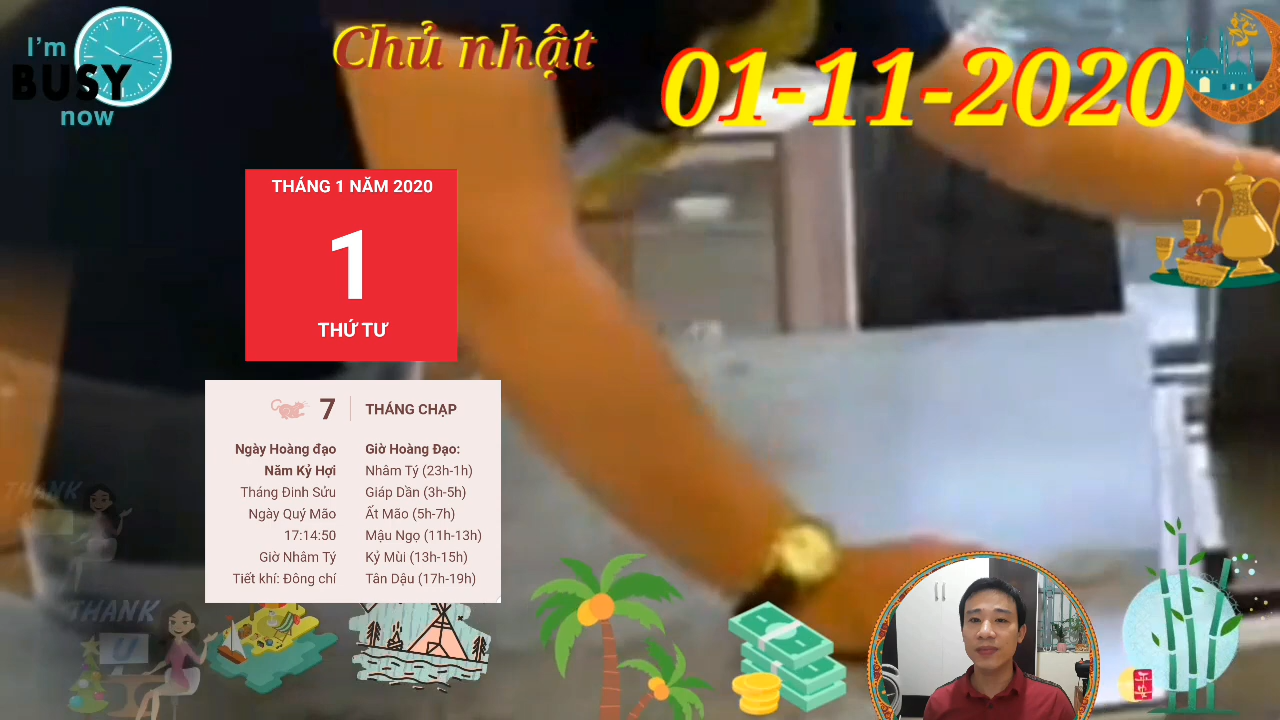 I'm
BUSY
now
Chủ nhật
01-11-2020
THÁNG 1 NĂM 2020
1
THỨ TƯ
7
THÁNG CHẠP
Ngày Hoàng đạo
Năm Kỷ Hợi
Tháng Đinh Sửu
Ngày Quý Mão
17:14:50
Giờ Nhâm Tý
Tiết khí: Đông chí
Giờ Hoàng Đạo:
Nhâm Tý (23h-1h)
Giáp Dần (3h-5h)
Ất Mão (5h-7h)
Mậu Ngọ (11h-13h)
Kỷ Mùi (13h-15h)
Tân Dậu (17h-19h)
THANK
THANK
U